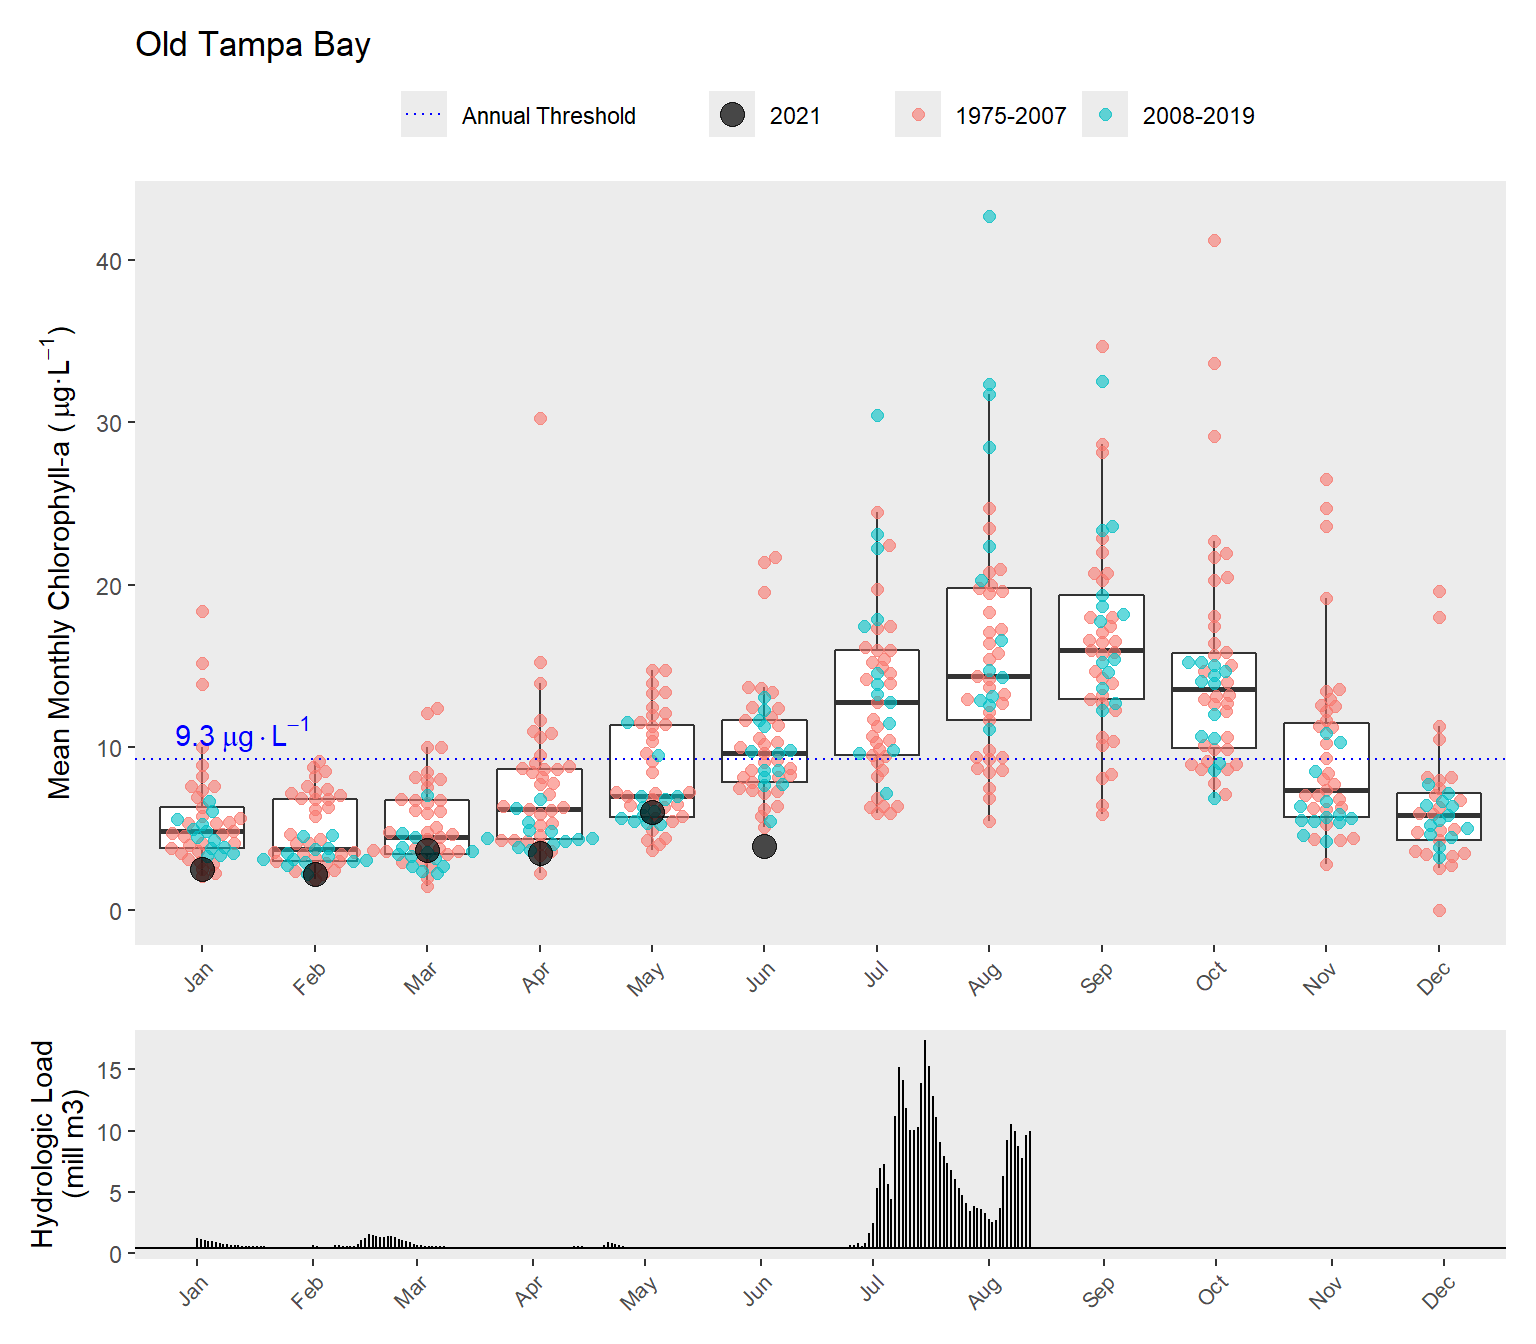 Old Tampa Bay
Annual Threshold 2021 1975-2007 2008-2019
Mean Monthly Chlorophyll-a ( μg·L⁻¹)
40
30
20
10
0
9.3 μg·L⁻¹
Jan Feb Mar Apr May Jun Jul Aug Sep Oct Nov Dec
Hydrologic Load
(mill m3)
15
10
5
0
Jan Feb Mar Apr May Jun Jul Aug Sep Oct Nov Dec